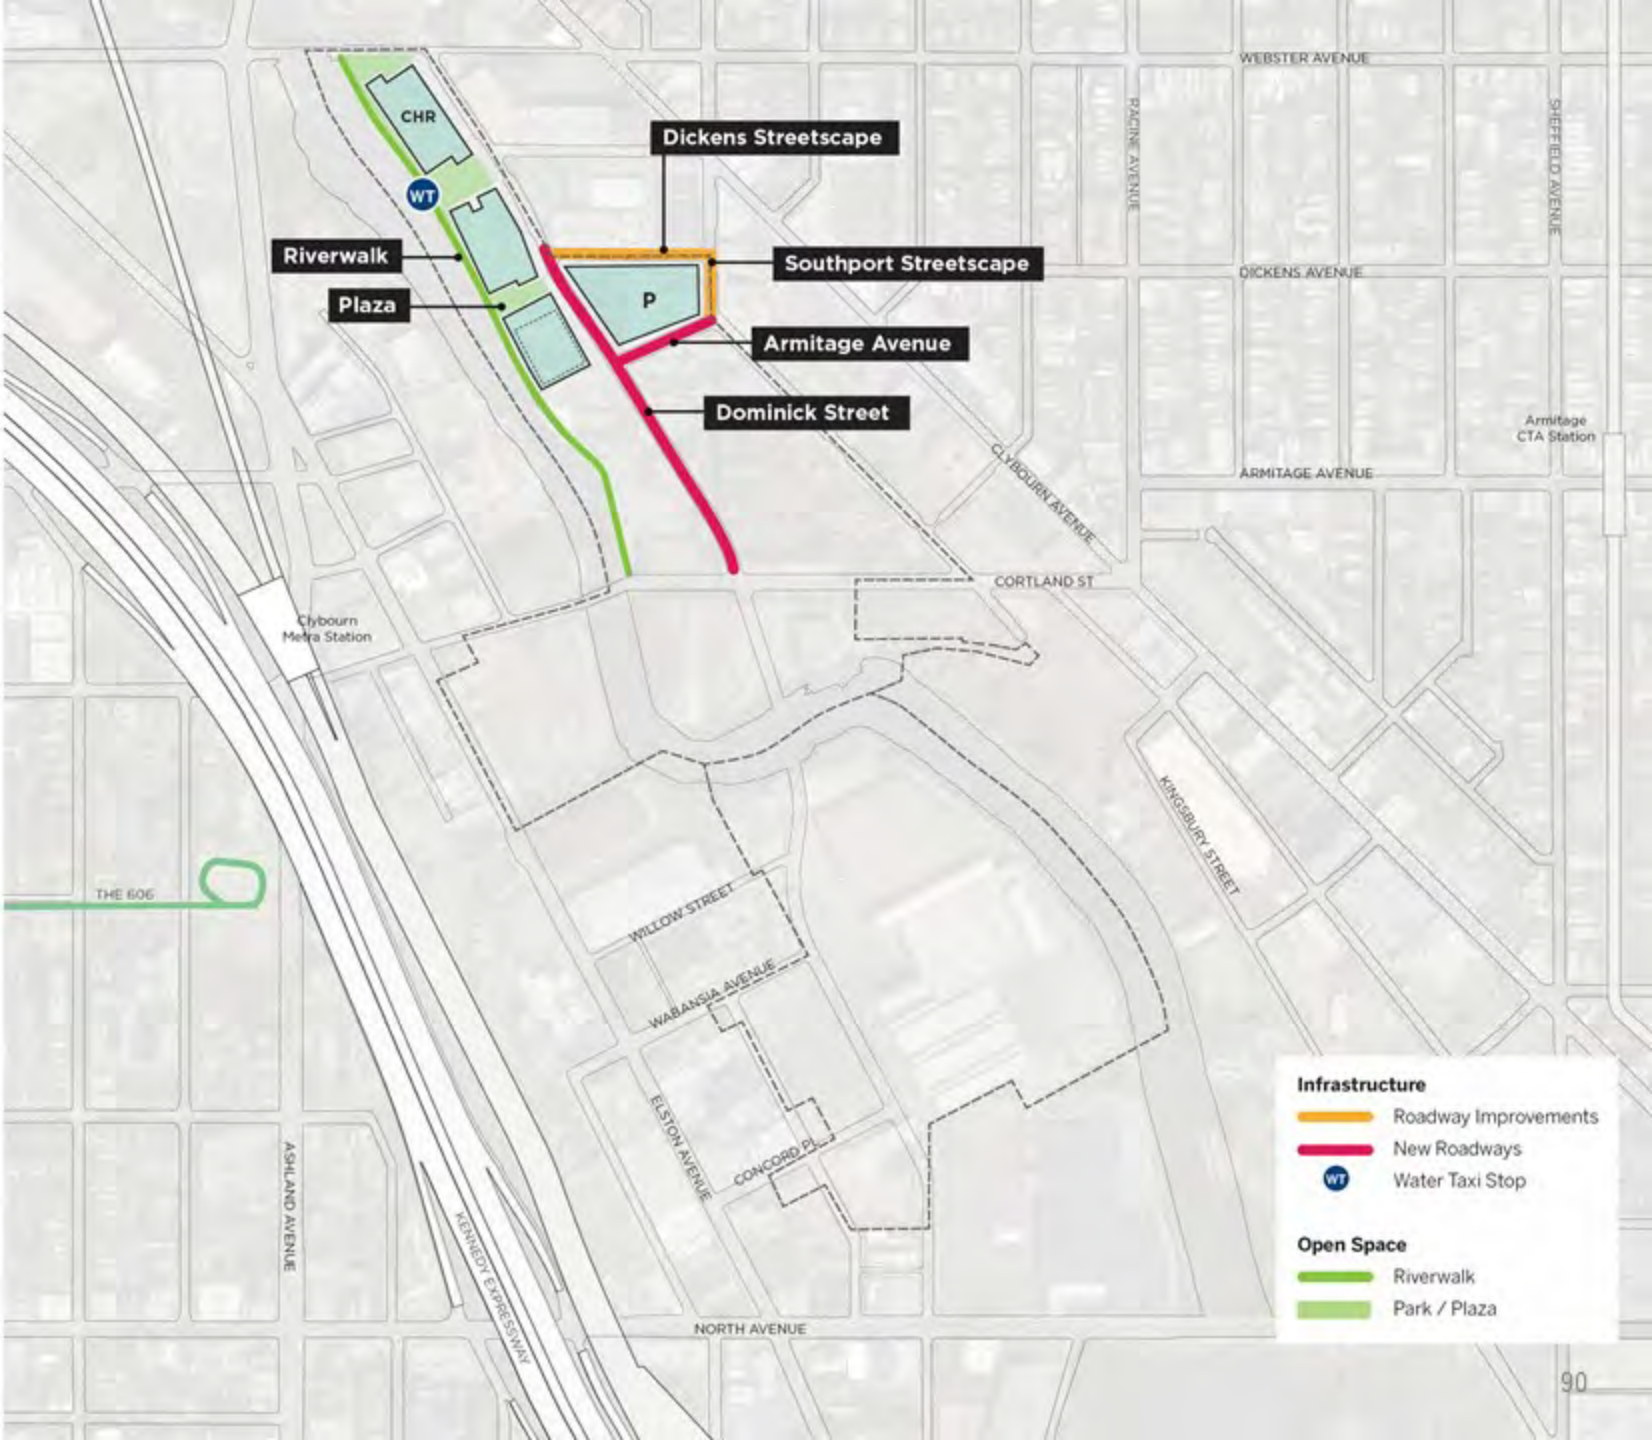 WEBSTER AVENUE
CHR
RACINE AVENUE
SHEFFIELD AVENUE
Dickens Streetscape
WT
Riverwalk
Southport Streetscape
DICKENS AVENUE
Plaza
P
Armitage Avenue
Dominick Street
Armitage
CTA Station
CLYBOURN AVENUE
ARMITAGE AVENUE
CORTLAND ST
Clybourn
Metra Station
KINGSBURY STREET
THE 606
WILLOW STREET
WABANSIA AVENUE
ELSTON AVENUE
CONCORD PL
ASHLAND AVENUE
KENNEDY EXPRESSWAY
NORTH AVENUE
Infrastructure
Roadway Improvements
New Roadways
WT Water Taxi Stop
Open Space
Riverwalk
Park / Plaza
90